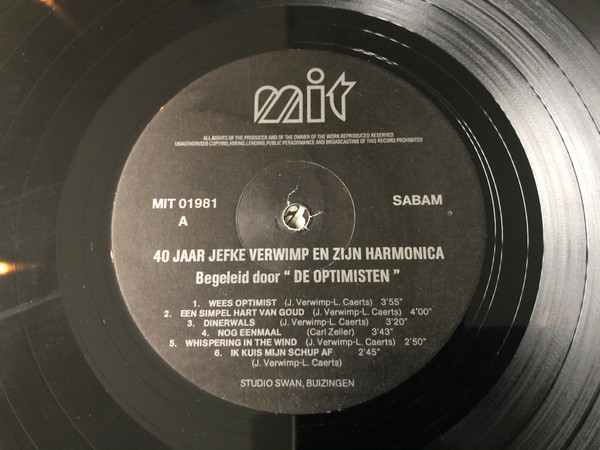 mit
ALL RIGHTS OF THE PRODUCER AND OF THE OWNER OF THE WORK REPRODUCED RESERVED
UNAUTHORISED COPYING, HIRING, LENDING, PUBLIC PERFORMANCE AND BROADCASTING OF THIS RECORD PROHIBITED
MIT 01981 SABAM
A
40 JAAR JEFKE VERWIMP EN ZIJN HARMONICA
Begeleid door “ DE OPTIMISTEN ”
1. WEES OPTIMIST (J. Verwimp-L. Caerts) 3'55"
2. EEN SIMPEL HART VAN GOUD (J. Verwimp-L. Caerts) 4'00"
3. DINERWALS (J. Verwimp-L. Caerts) 3'20"
4. NOG EENMAAL (Carl Zeller) 3'43"
5. WHISPERING IN THE WIND (J. Verwimp-L. Caerts) 2'50"
6. IK KUIS MIJN SCHUP AF 2'45"
(J. Verwimp-L. Caerts)
STUDIO SWAN, BUIZINGEN